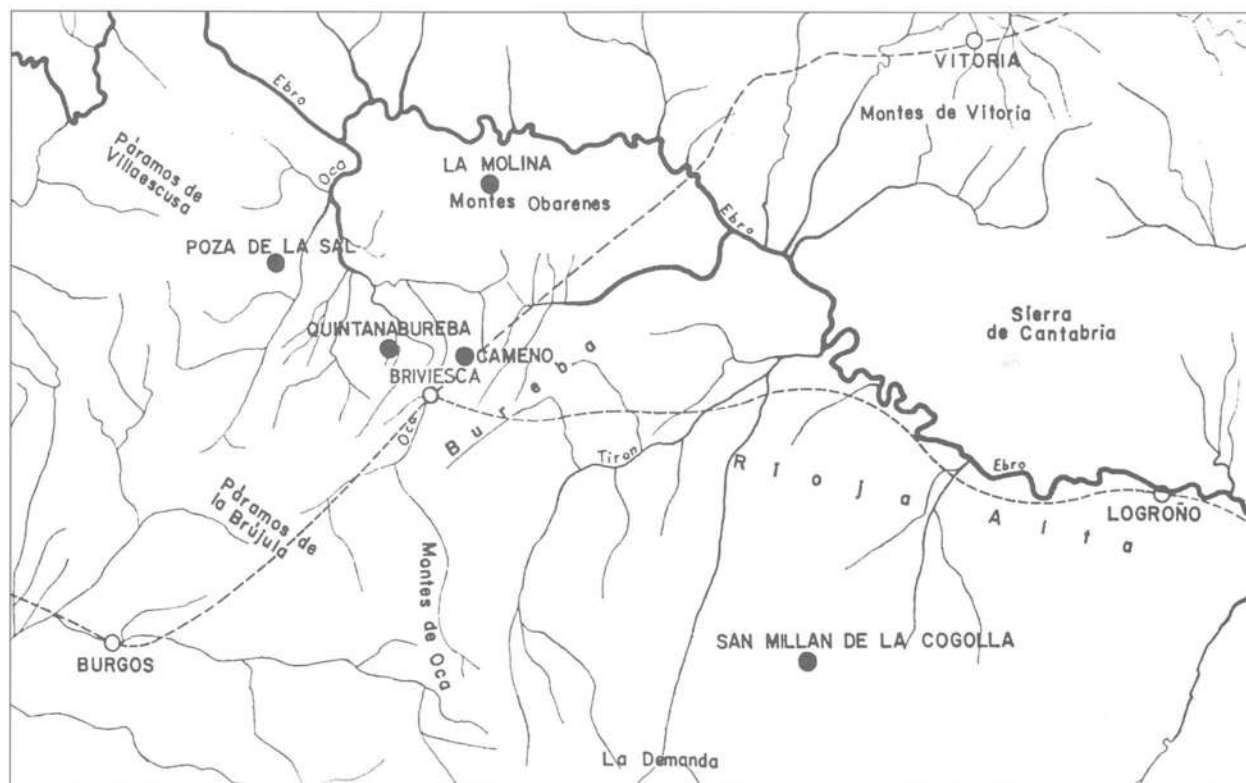 VITORIA
Ebro
Montes de Vitoria
Páramos de
Villaescusa
Oca
LA MOLINA
Montes Obarenes
Ebro
POZA DE LA SAL
Sierra
de Cantabria
QUINTANABUREBA
CAMENO
BRIVIESCA
Bureba
Oca
Tiron
Rioja Alta
Ebro
LOGROÑO
Páramos de
la Brújula
Montes de Oca
BURGOS
SAN MILLAN DE LA COGOLLA
La Demanda